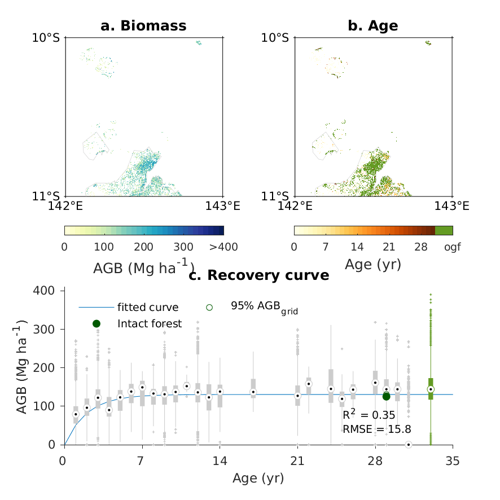 a. Biomass
b. Age
10°S
10°S
11°S
11°S
142°E
143°E
142°E
143°E
0
100
200
300
>400
0
7
14
21
28
ogf
AGB (Mg ha⁻¹)
Age (yr)
c. Recovery curve
400
300
200
100
0
AGB (Mg ha⁻¹)
fitted curve
95% AGBgrid
Intact forest
R² = 0.35
RMSE = 15.8
0
7
14
21
28
35
Age (yr)